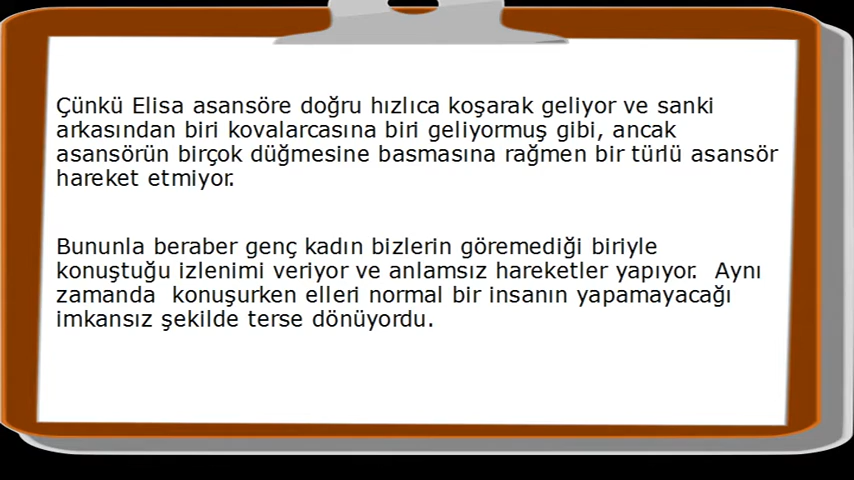 Çünkü Elisa asansöre doğru hızlıca koşarak geliyor ve sanki
arkasından biri kovalarcasına biri geliyormuş gibi, ancak
asansörün birçok düğmesine basmasına rağmen bir türlü asansör
hareket etmiyor.
Bununla beraber genç kadın bizlerin göremediği biriyle
konuştuğu izlenimi veriyor ve anlamsız hareketler yapıyor.  Aynı
zamanda  konuşurken elleri normal bir insanın yapamayacağı
imkansız şekilde terse dönüyordu.